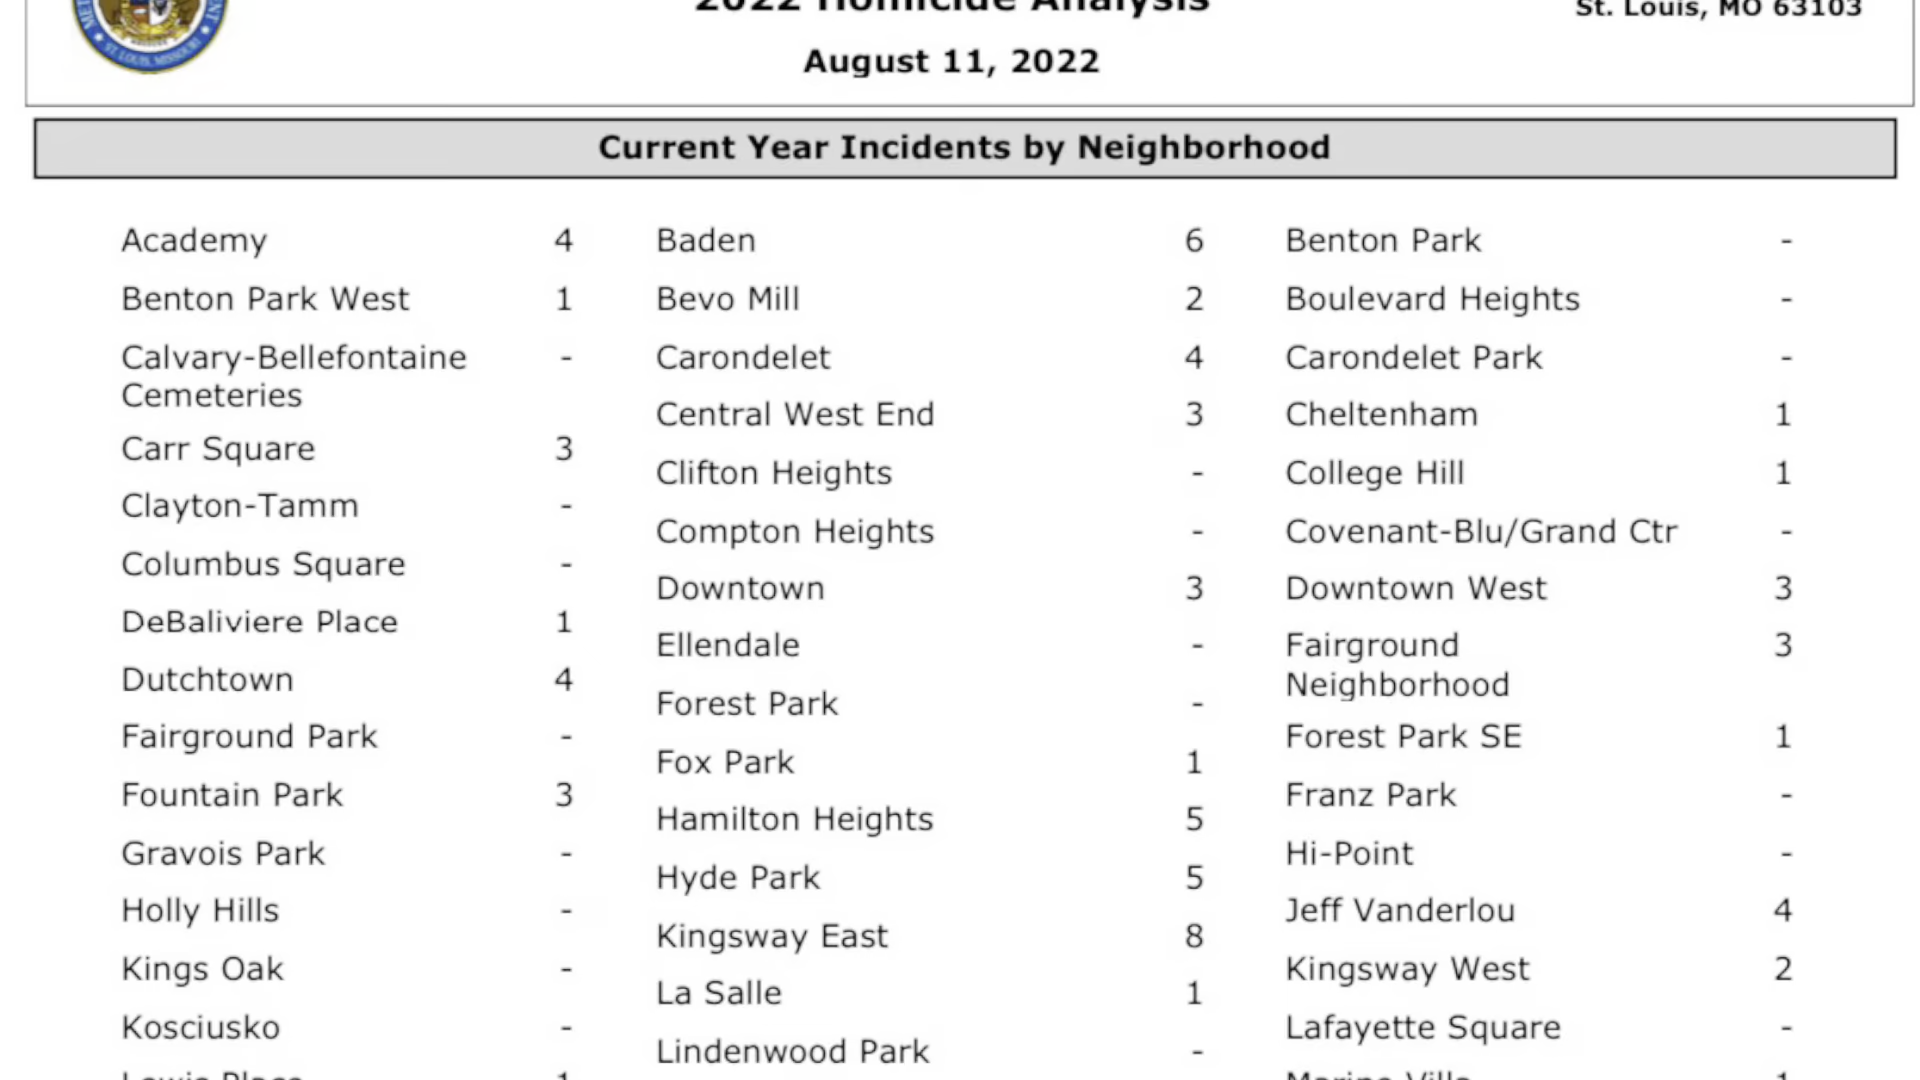 2022 Homicide Analysis
St. Louis, MO 63103
ST. LOUIS, MISSOURI
August 11, 2022
Current Year Incidents by Neighborhood
Academy 4 Baden 6 Benton Park -
Benton Park West 1 Bevo Mill 2 Boulevard Heights -
Calvary-Bellefontaine - Carondelet 4 Carondelet Park -
Cemeteries
Central West End 3 Cheltenham 1
Carr Square 3
Clifton Heights - College Hill 1
Clayton-Tamm -
Compton Heights - Covenant-Blu/Grand Ctr -
Columbus Square -
Downtown 3 Downtown West 3
DeBaliviere Place 1
Ellendale - Fairground 3
Dutchtown 4 Neighborhood
Forest Park -
Fairground Park - Forest Park SE 1
Fox Park 1
Fountain Park 3 Franz Park -
Hamilton Heights 5
Gravois Park - Hi-Point -
Hyde Park 5
Holly Hills - Jeff Vanderlou 4
Kingsway East 8
Kings Oak - Kingsway West 2
La Salle 1
Kosciusko - Lafayette Square -
Lindenwood Park -
Lewis Place 1 Marine Villa 1